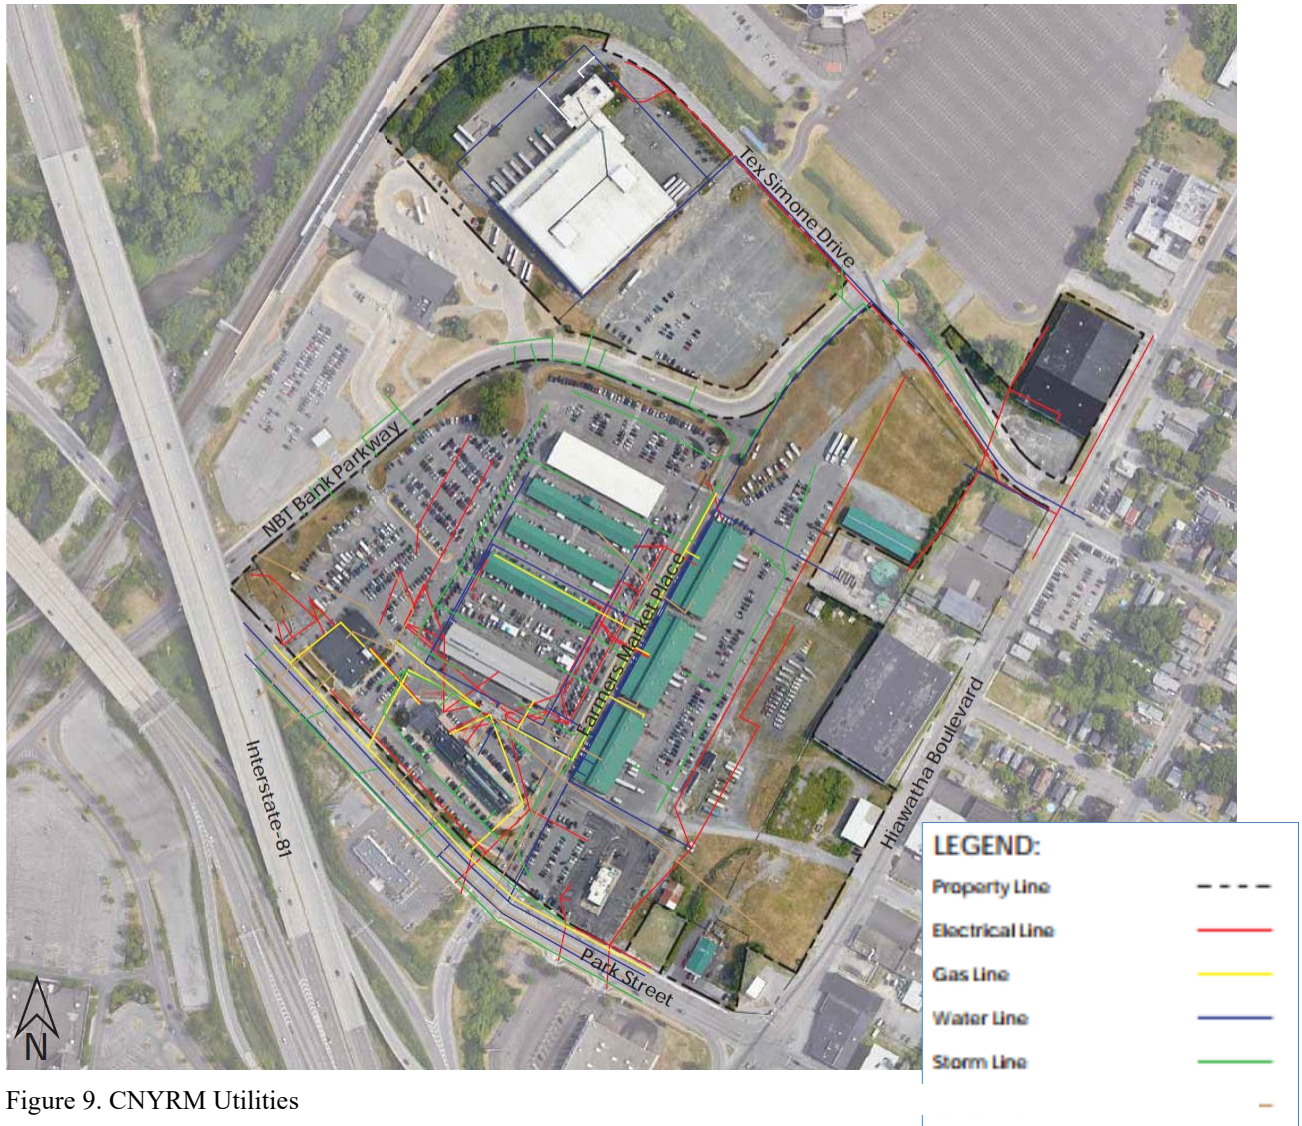 Tex Simone Drive
NBT Bank Parkway
Farmers Market Place
Interstate-81
Hiawatha Boulevard
Park Street
N
LEGEND:
Property Line
Electrical Line
Gas Line
Water Line
Storm Line
Figure 9. CNYRM Utilities